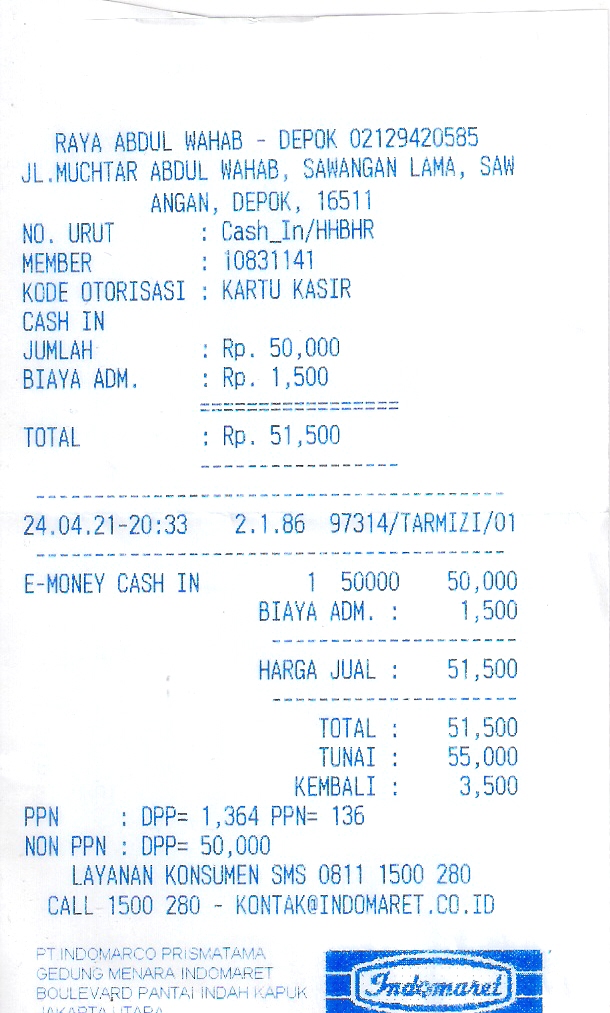 RAYA ABDUL WAHAB - DEPOK 02129420585
JL.MUCHTAR ABDUL WAHAB, SAWANGAN LAMA, SAW
ANGAN, DEPOK, 16511
NO. URUT : Cash_In/HHBHR
MEMBER : 10831141
KODE OTORISASI : KARTU KASIR
CASH IN
JUMLAH : Rp. 50,000
BIAYA ADM. : Rp. 1,500
=================
TOTAL : Rp. 51,500
-----------------
----------------------------------------
24.04.21-20:33 2.1.86 97314/TARMIZI/01
----------------------------------------
E-MONEY CASH IN 1 50000 50,000
BIAYA ADM. : 1,500
---------------------
HARGA JUAL : 51,500
---------------------
TOTAL : 51,500
TUNAI : 55,000
KEMBALI : 3,500
PPN : DPP= 1,364 PPN= 136
NON PPN : DPP= 50,000
LAYANAN KONSUMEN SMS 0811 1500 280
CALL 1500 280 - KONTAK@INDOMARET.CO.ID
PT.INDOMARCO PRISMATAMA
GEDUNG MENARA INDOMARET
BOULEVARD PANTAI INDAH KAPUK
JAKARTA UTARA
Indomaret